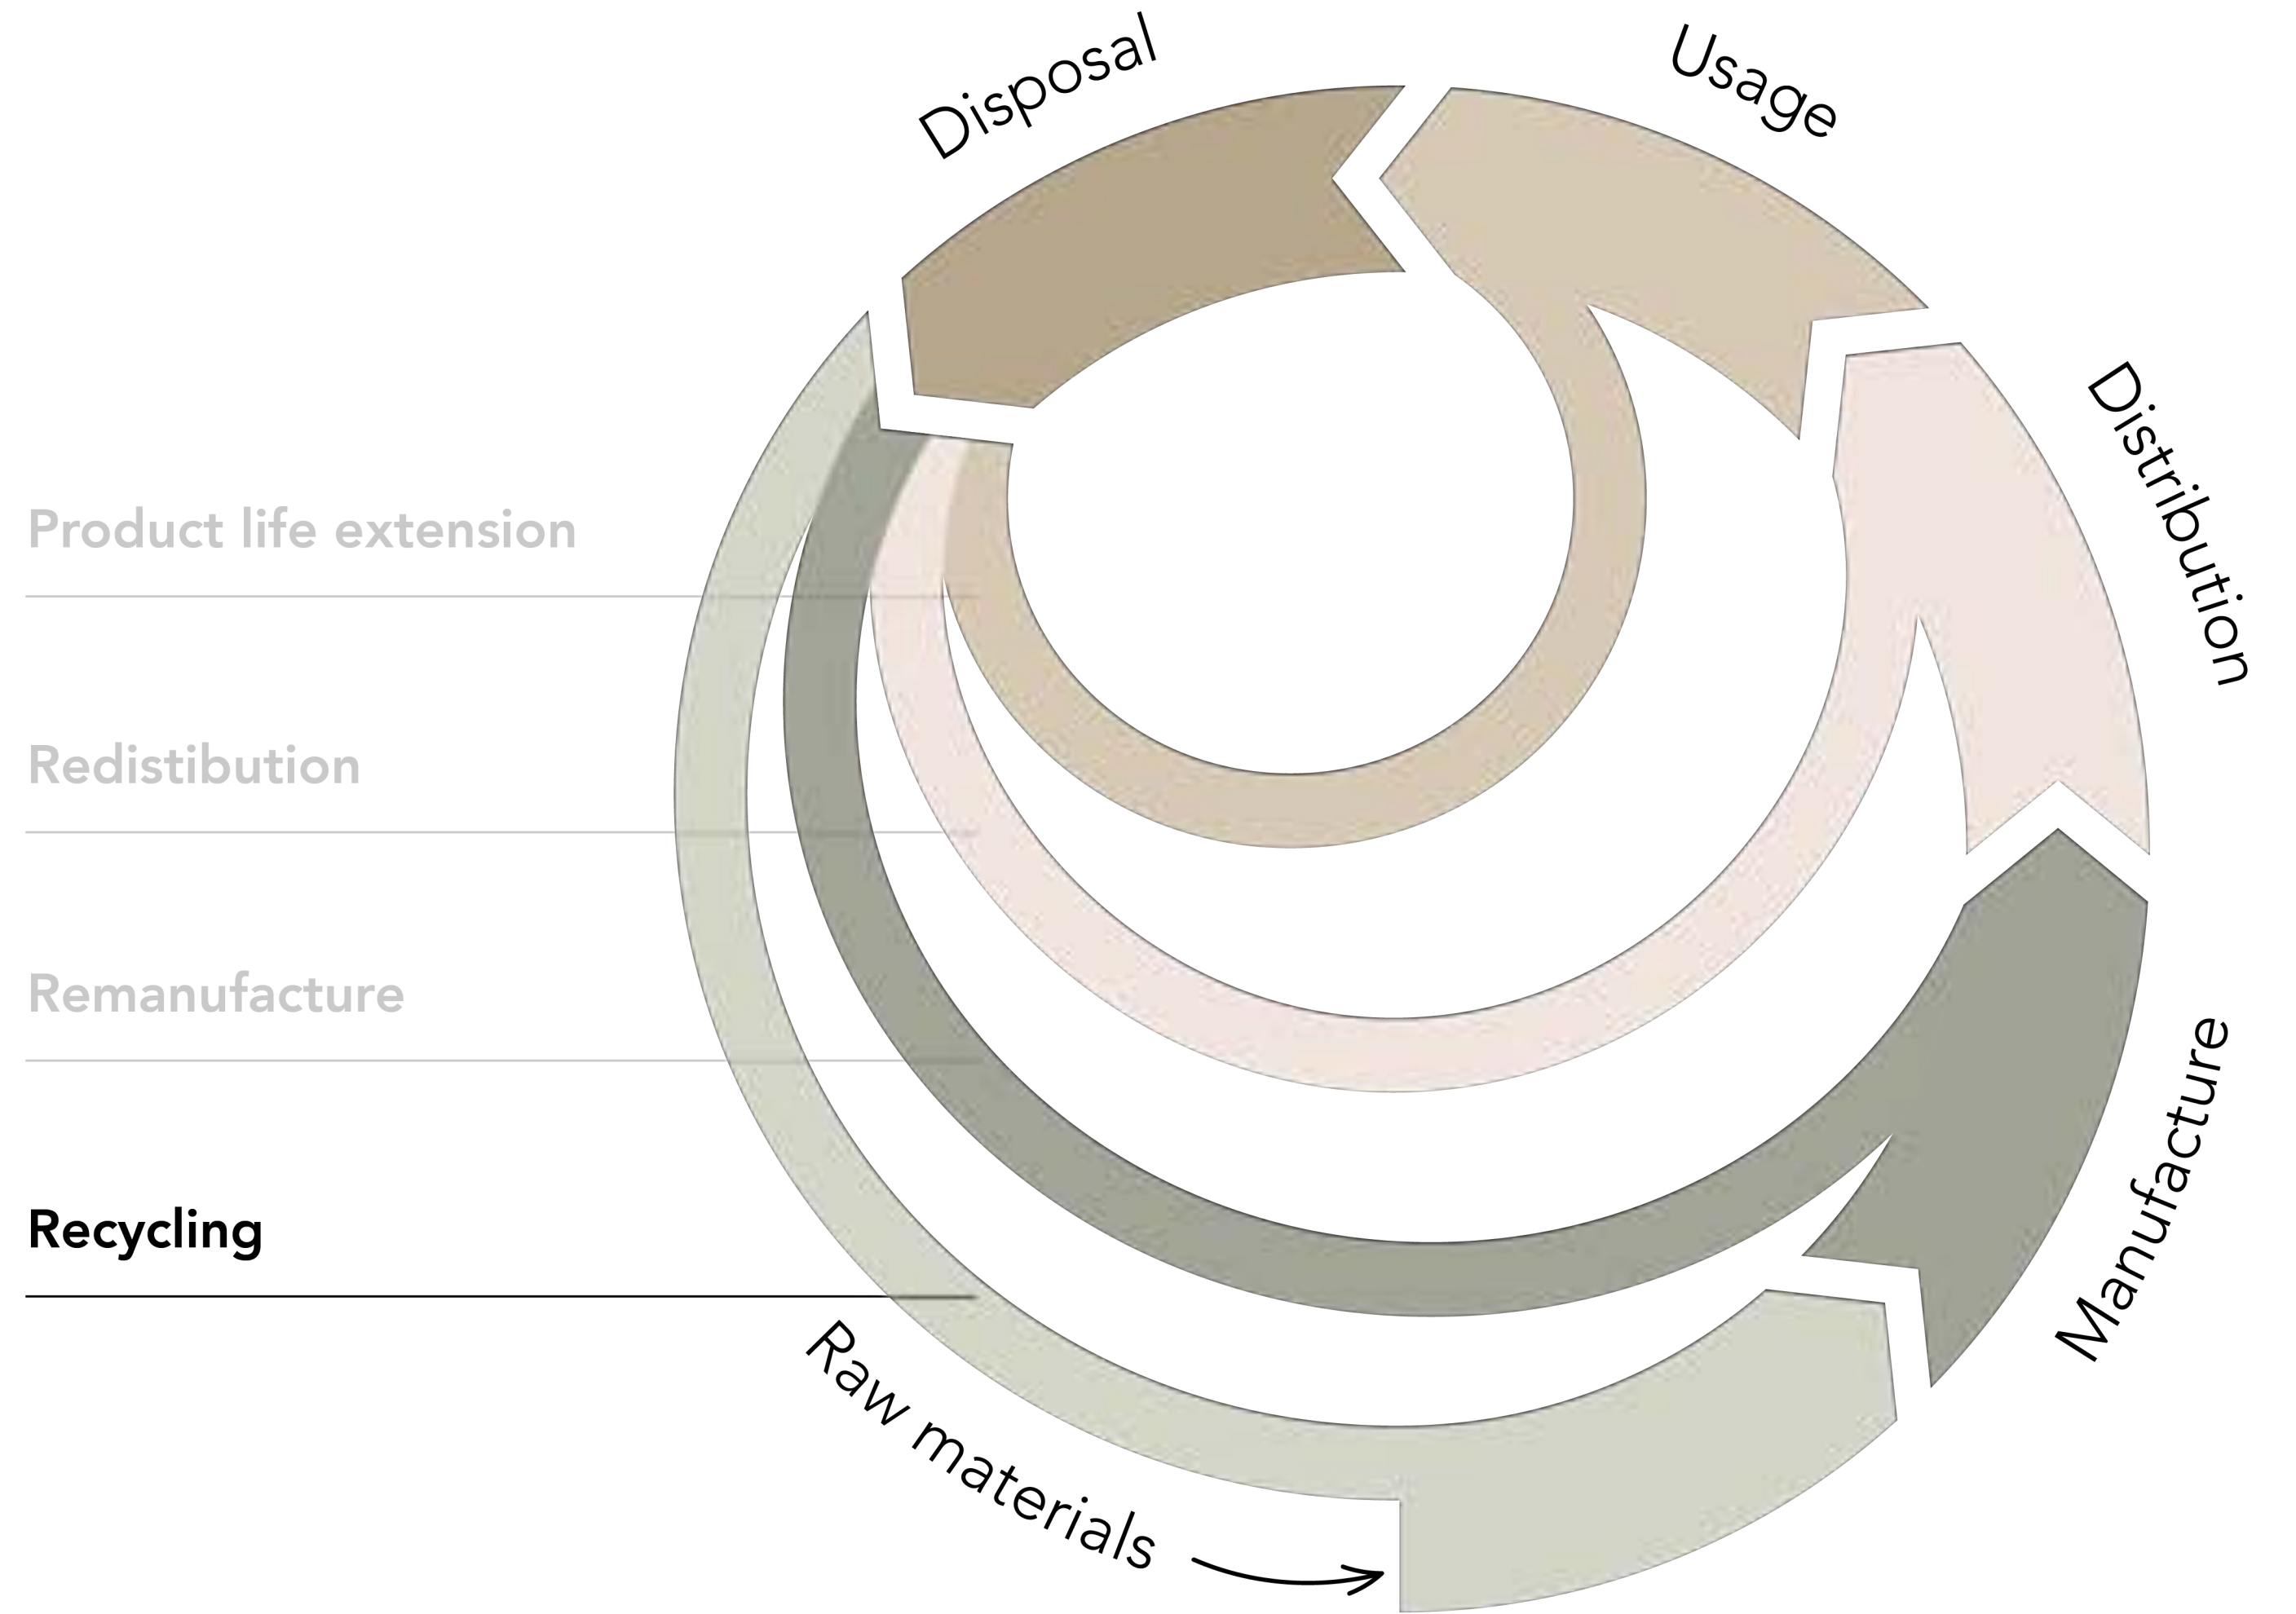 Disposal
Usage
Distribution
Product life extension
Redistibution
Remanufacture
Manufacture
Recycling
Raw materials